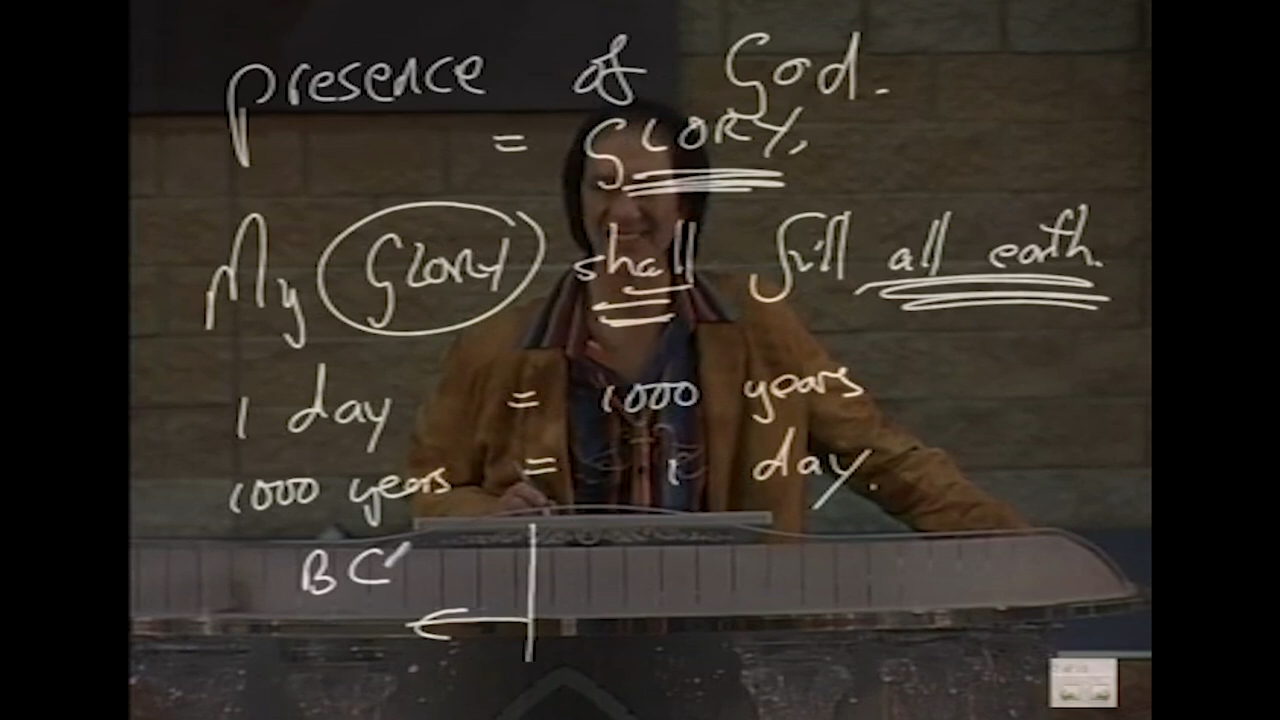 presence of God.
= GLORY,
My GLORY shall fill all earth.
1 day = 1000 years
1000 years = 1 day.
BC